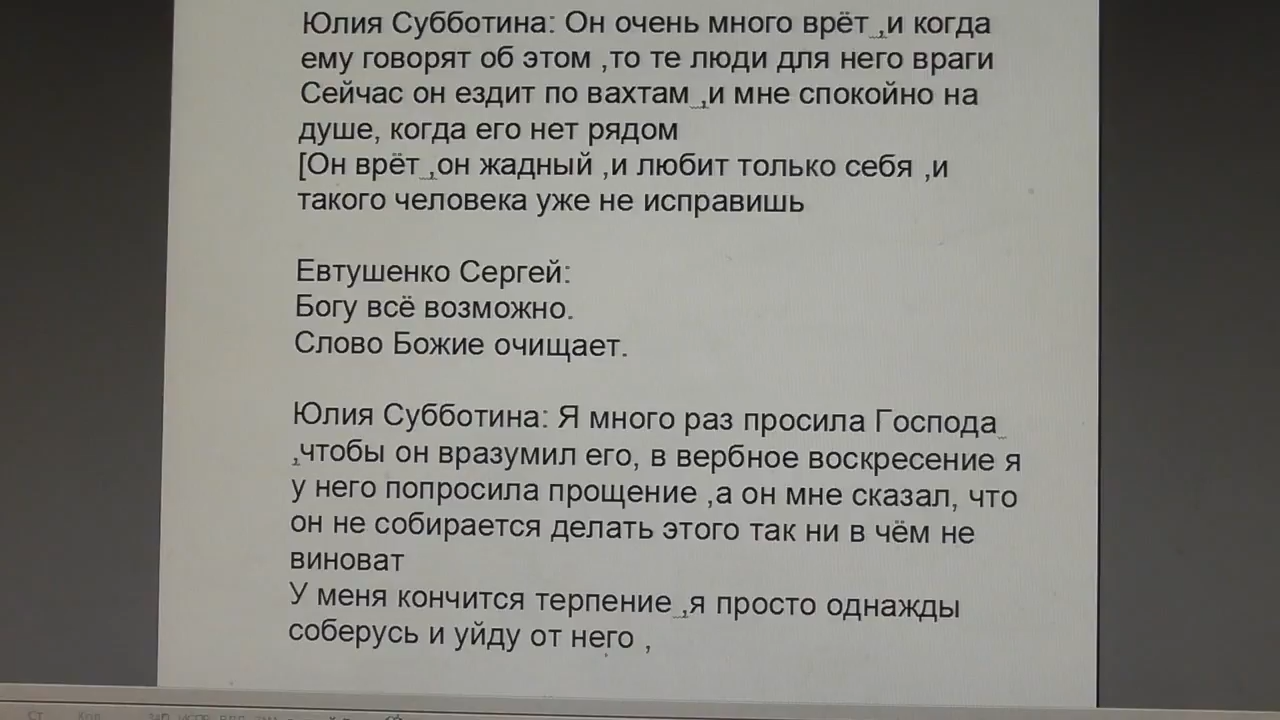 Юлия Субботина: Он очень много врёт ,и когда
ему говорят об этом ,то те люди для него враги
Сейчас он ездит по вахтам ,и мне спокойно на
душе, когда его нет рядом
[Он врёт ,он жадный ,и любит только себя ,и
такого человека уже не исправишь
Евтушенко Сергей:
Богу всё возможно.
Слово Божие очищает.
Юлия Субботина: Я много раз просила Господа
,чтобы он вразумил его, в вербное воскресение я
у него попросила прощение ,а он мне сказал, что
он не собирается делать этого так ни в чём не
виноват
У меня кончится терпение ,я просто однажды
соберусь и уйду от него ,